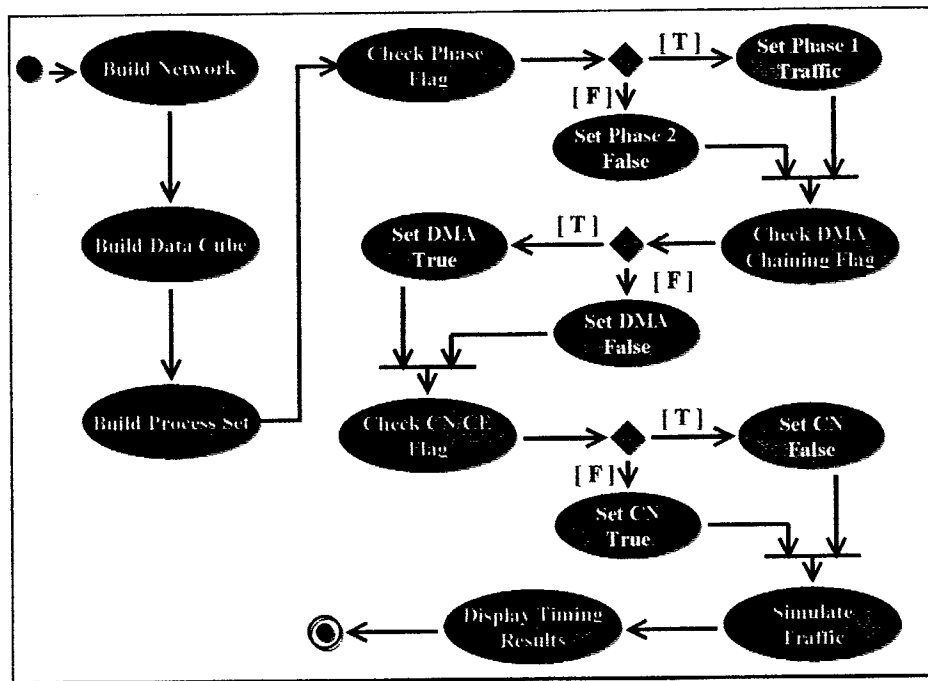 Build Network
Build Data Cube
Build Process Set
Check Phase
Flag
[ T ]
Set Phase 1
Traffic
[ F ]
Set Phase 2
False
Check DMA
Chaining Flag
[ T ]
Set DMA
True
[ F ]
Set DMA
False
Check CN/CE
Flag
[ T ]
Set CN
False
[ F ]
Set CN
True
Simulate
Traffic
Display Timing
Results